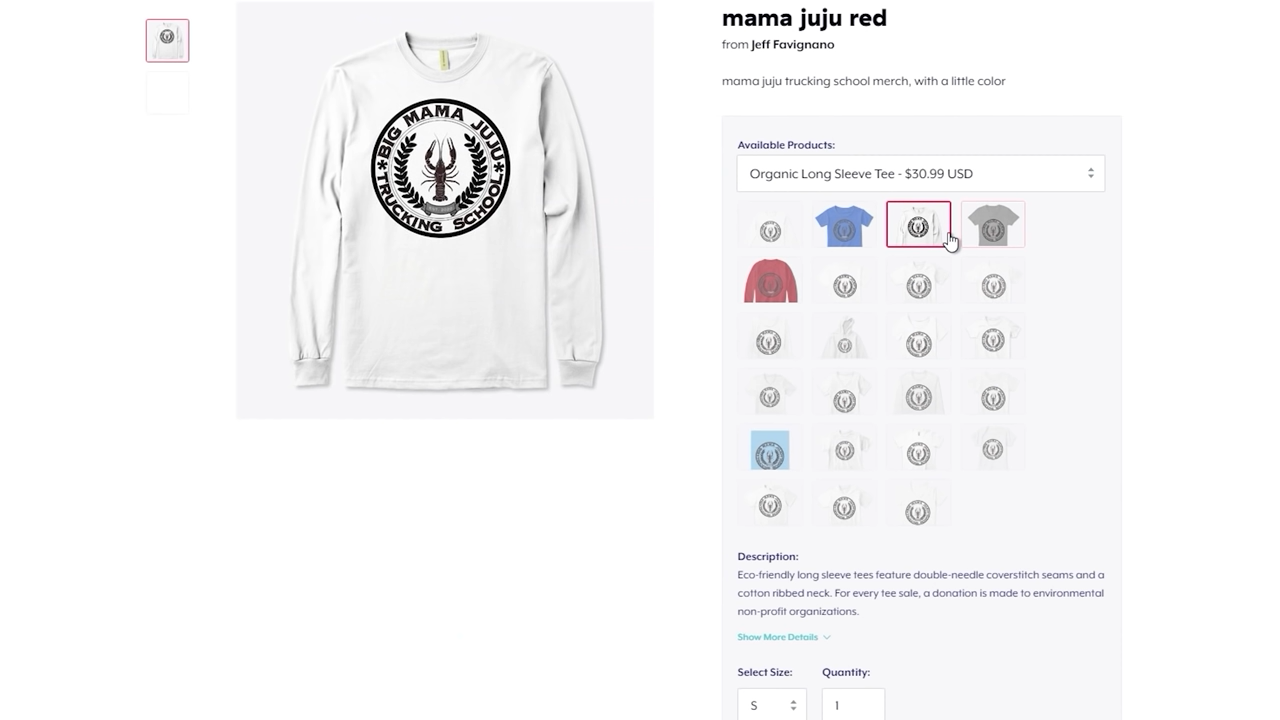 mama juju red
from Jeff Favignano
mama juju trucking school merch, with a little color
BIG MAMA JUJU
TRUCKING SCHOOL
Available Products:
Organic Long Sleeve Tee - $30.99 USD
Description:
Eco-friendly long sleeve tees feature double-needle coverstitch seams and a
cotton ribbed neck. For every tee sale, a donation is made to environmental
non-profit organizations.
Show More Details
Select Size:
Quantity:
S
1